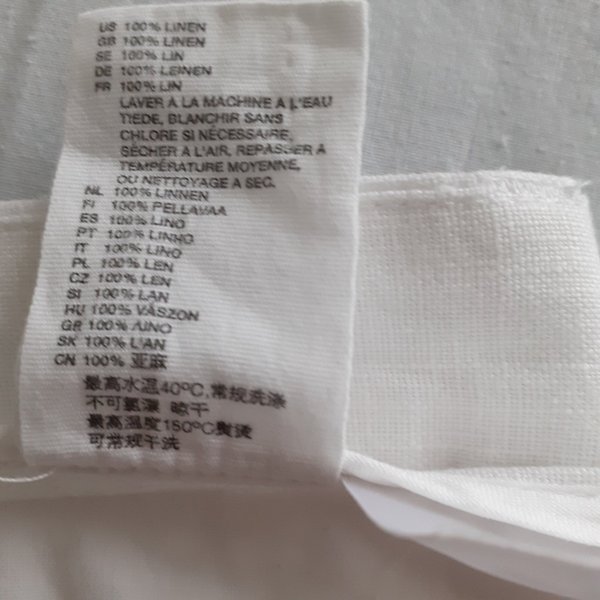 US 100% LINEN
GB 100% LINEN
SE 100% LIN
DE 100% LEINEN
FR 100% LIN
LAVER A LA MACHINE A L'EAU
TIEDE, BLANCHIR SANS
CHLORE SI NÉCESSAIRE,
SÉCHER A L'AIR, REPASSER A
TEMPÉRATURE MOYENNE,
OU NETTOYAGE A SEC.
NL 100% LINNEN
FI 100% PELLAVAA
ES 100% LINO
PT 100% LINHO
IT 100% LINO
PL 100% LEN
CZ 100% LEN
SI 100% LAN
HU 100% VÁSZON
GR 100% ΛΙΝΟ
SK 100% ĽAN
CN 100% 亚麻
最高水温40ºC,常规洗涤
不可氯漂 晾干
最高温度150ºC熨烫
可常规干洗